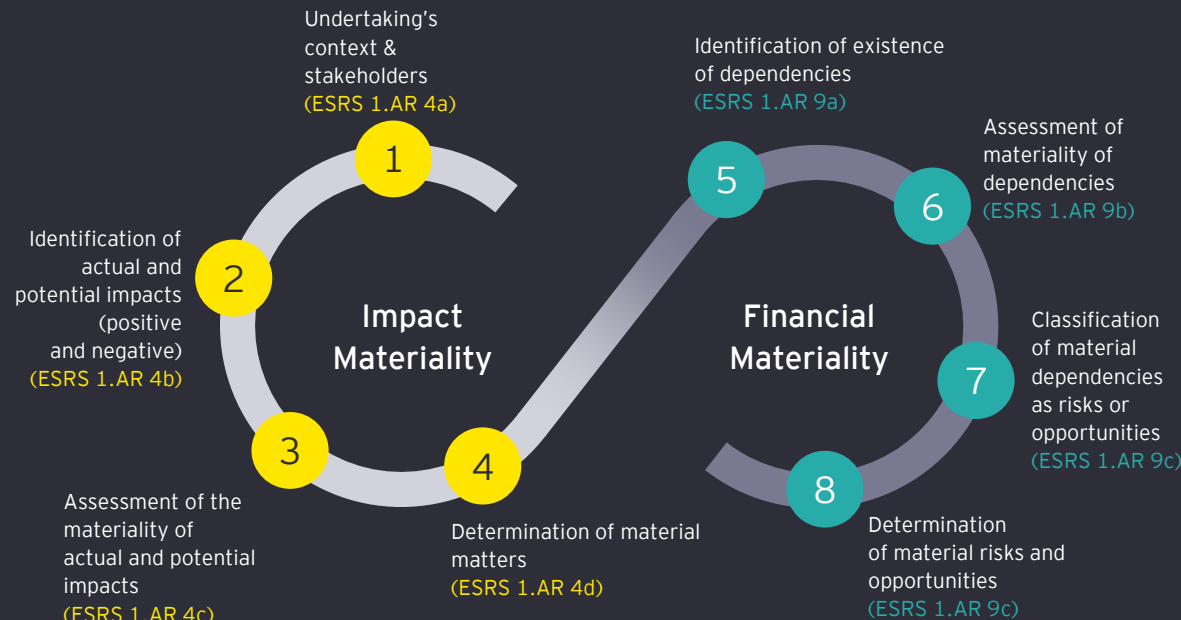 Undertaking's
context &
stakeholders
(ESRS 1.AR 4a)
1
Identification of
actual and
potential impacts
(positive
and negative)
(ESRS 1.AR 4b)
2
3
Assessment of the
materiality of
actual and potential
impacts
(ESRS 1.AR 4c)
4
Determination of material
matters
(ESRS 1.AR 4d)
Impact
Materiality
Identification of existence
of dependencies
(ESRS 1.AR 9a)
5
Assessment of
materiality of
dependencies
(ESRS 1.AR 9b)
6
Financial
Materiality
7
Classification
of material
dependencies
as risks or
opportunities
(ESRS 1.AR 9c)
8
Determination
of material risks and
opportunities
(ESRS 1.AR 9c)